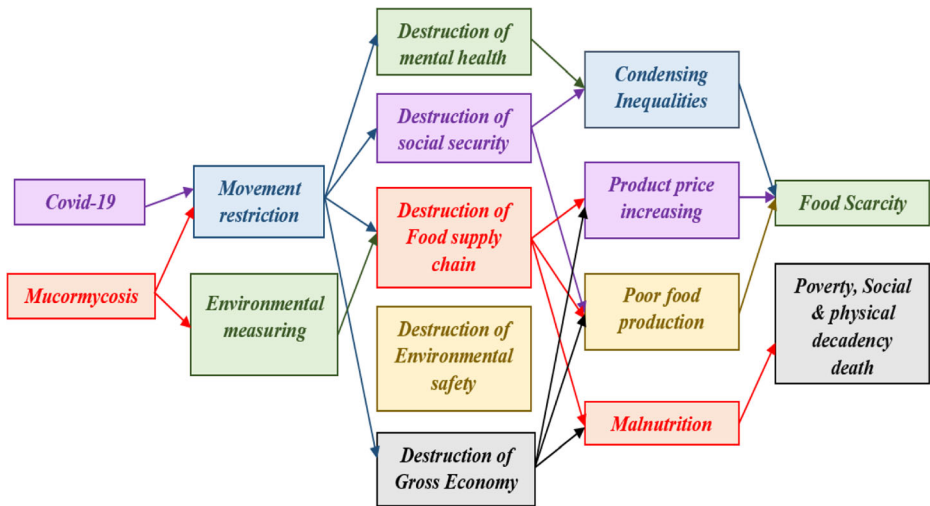 Covid-19
Mucormycosis
Movement
restriction
Environmental
measuring
Destruction of
mental health
Destruction of
social security
Destruction of
Food supply
chain
Destruction of
Environmental
safety
Destruction of
Gross Economy
Condensing
Inequalities
Product price
increasing
Poor food
production
Malnutrition
Food Scarcity
Poverty, Social
& physical
decadency
death